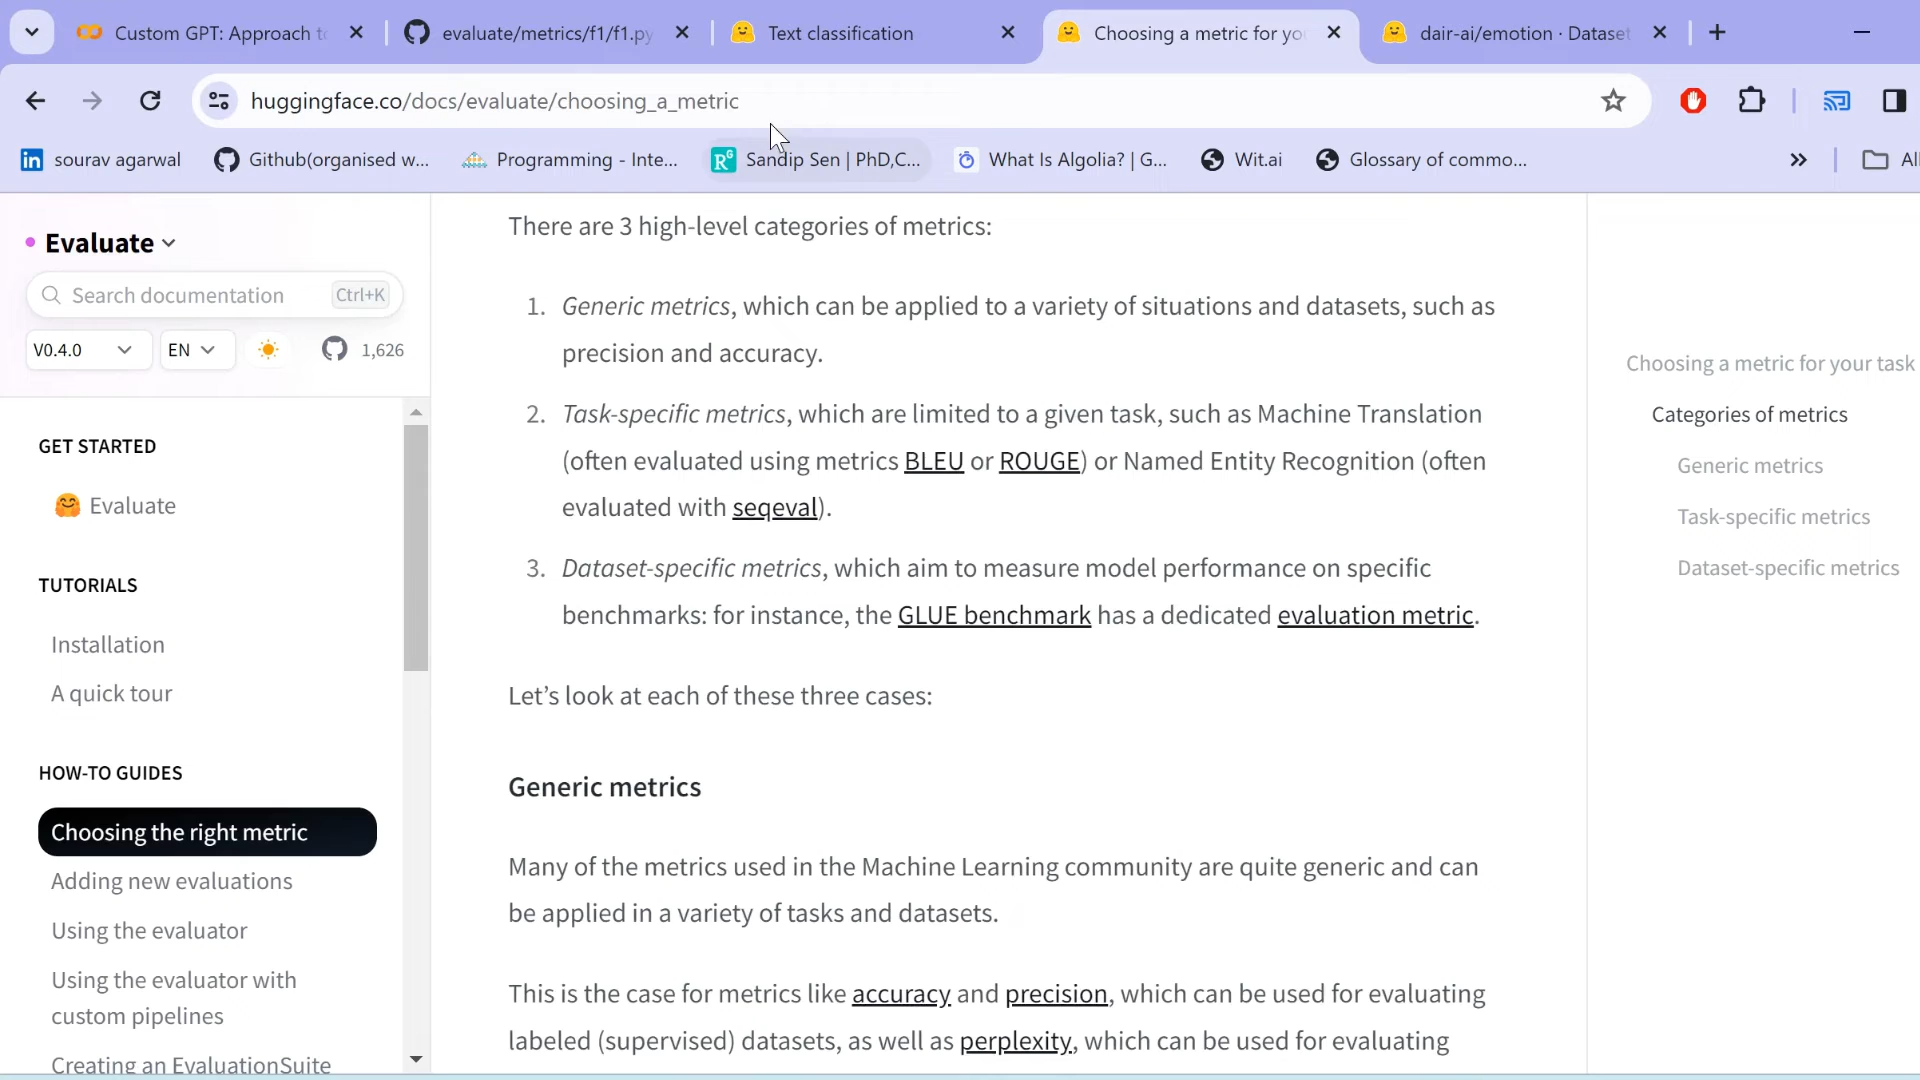 Custom GPT: Approach to
evaluate/metrics/f1/f1.py
Text classification
Choosing a metric for yo
dair-ai/emotion · Dataset
huggingface.co/docs/evaluate/choosing_a_metric
sourav agarwal
Github(organised w...
Programming - Inte...
Sandip Sen | PhD,C...
What Is Algolia? | G...
Wit.ai
Glossary of commo...
All
Evaluate
Search documentation Ctrl+K
V0.4.0 EN 1,626
GET STARTED
🤗 Evaluate
TUTORIALS
Installation
A quick tour
HOW-TO GUIDES
Choosing the right metric
Adding new evaluations
Using the evaluator
Using the evaluator with
custom pipelines
Creating an EvaluationSuite
There are 3 high-level categories of metrics:
1. Generic metrics, which can be applied to a variety of situations and datasets, such as
precision and accuracy.
2. Task-specific metrics, which are limited to a given task, such as Machine Translation
(often evaluated using metrics BLEU or ROUGE) or Named Entity Recognition (often
evaluated with seqeval).
3. Dataset-specific metrics, which aim to measure model performance on specific
benchmarks: for instance, the GLUE benchmark has a dedicated evaluation metric.
Let's look at each of these three cases:
Generic metrics
Many of the metrics used in the Machine Learning community are quite generic and can
be applied in a variety of tasks and datasets.
This is the case for metrics like accuracy and precision, which can be used for evaluating
labeled (supervised) datasets, as well as perplexity, which can be used for evaluating
Choosing a metric for your task
Categories of metrics
Generic metrics
Task-specific metrics
Dataset-specific metrics